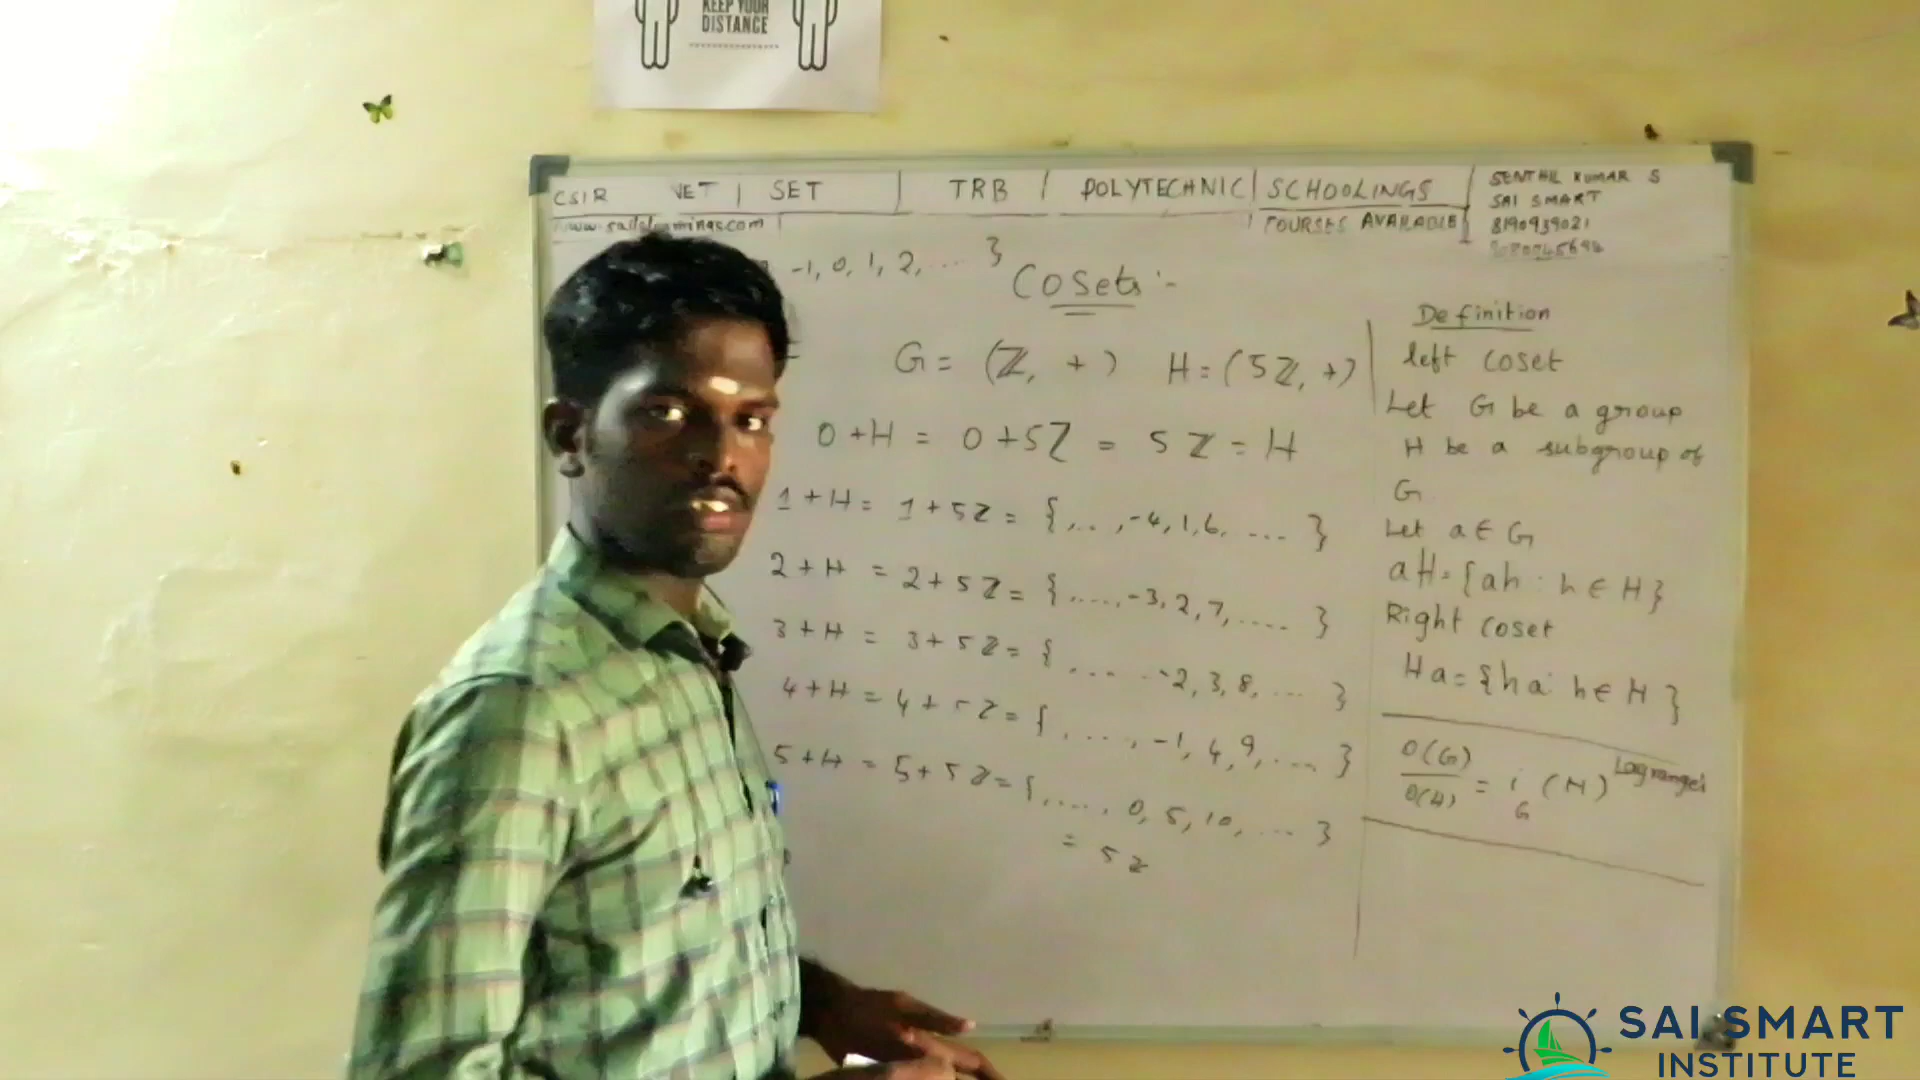 KEEP YOUR
DISTANCE
CSIR NET | SET | TRB | POLYTECHNIC | SCHOOLINGS
COURSES AVAILABLE
SENTHIL KUMAR S
SAI SMART
8190939021
-1, 0, 1, 2, .... }
Cosets :-
G = (ℤ, +) H = (5ℤ, +)
0 + H = 0 + 5ℤ = 5ℤ = H
1 + H = 1 + 5ℤ = { ... , -4, 1, 6, .... }
2 + H = 2 + 5ℤ = { ...., -3, 2, 7, .... }
3 + H = 3 + 5ℤ = { .... -2, 3, 8, .... }
4 + H = 4 + 5ℤ = { ...., -1, 4, 9, .... }
5 + H = 5 + 5ℤ = { ...., 0, 5, 10, .... }
= 5ℤ
Definition
left coset
Let G be a group
H be a subgroup of
G
Let a ∈ G
aH = {ah : h ∈ H}
Right coset
Ha = {ha : h ∈ H}
O(G)/O(H) = i_G (H) Lagrange's
SAI SMART
INSTITUTE